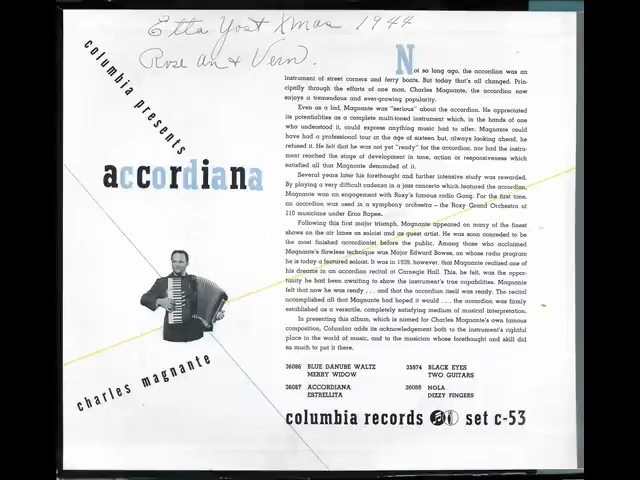 Etta Yost Xmas 1944
Rose an + Vern.
columbia presents
accordiana
charles magnante
Not so long ago, the accordion was an
instrument of street corners and ferry boats. But today that's all changed. Prin-
cipally through the efforts of one man, Charles Magnante, the accordion now
enjoys a tremendous and ever-growing popularity.
Even as a lad, Magnante was "serious" about the accordion. He appreciated
its potentialities as a complete multi-toned instrument which, in the hands of one
who understood it, could express anything music had to offer. Magnante could
have had a professional tour at the age of sixteen but, always looking ahead, he
refused it. He felt that he was not yet "ready" for the accordion, nor had the instru-
ment reached the stage of development in tone, action or responsiveness which
satisfied all that Magnante demanded of it.
Several years later his forethought and further intensive study was rewarded.
By playing a very difficult cadenza in a jazz concerto which featured the accordion,
Magnante won an engagement with Roxy's famous radio Gang. For the first time,
an accordion was used in a symphony orchestra — the Roxy Grand Orchestra of
110 musicians under Erno Rapee.
Following this first major triumph, Magnante appeared on many of the finest
shows on the air lanes as soloist and as guest artist. He was soon conceded to be
the most finished accordionist before the public. Among those who acclaimed
Magnante's flawless technique was Major Edward Bowes, on whose radio program
he is today a featured soloist. It was in 1939, however, that Magnante realized one of
his dreams in an accordion recital at Carnegie Hall. This, he felt, was the oppor-
tunity he had been awaiting to show the instrument's true capabilities. Magnante
felt that now he was ready . . . and that the accordion itself was ready. The recital
accomplished all that Magnante had hoped it would . . . the accordion was firmly
established as a versatile, completely satisfying medium of musical interpretation.
In presenting this album, which is named for Charles Magnante's own famous
composition, Columbia adds its acknowledgement both to the instrument's rightful
place in the world of music, and to the musician whose forethought and skill did
so much to put it there.
36086 BLUE DANUBE WALTZ
MERRY WIDOW
36087 ACCORDIANA
ESTRELLITA
35974 BLACK EYES
TWO GUITARS
36088 NOLA
DIZZY FINGERS
columbia records set c-53